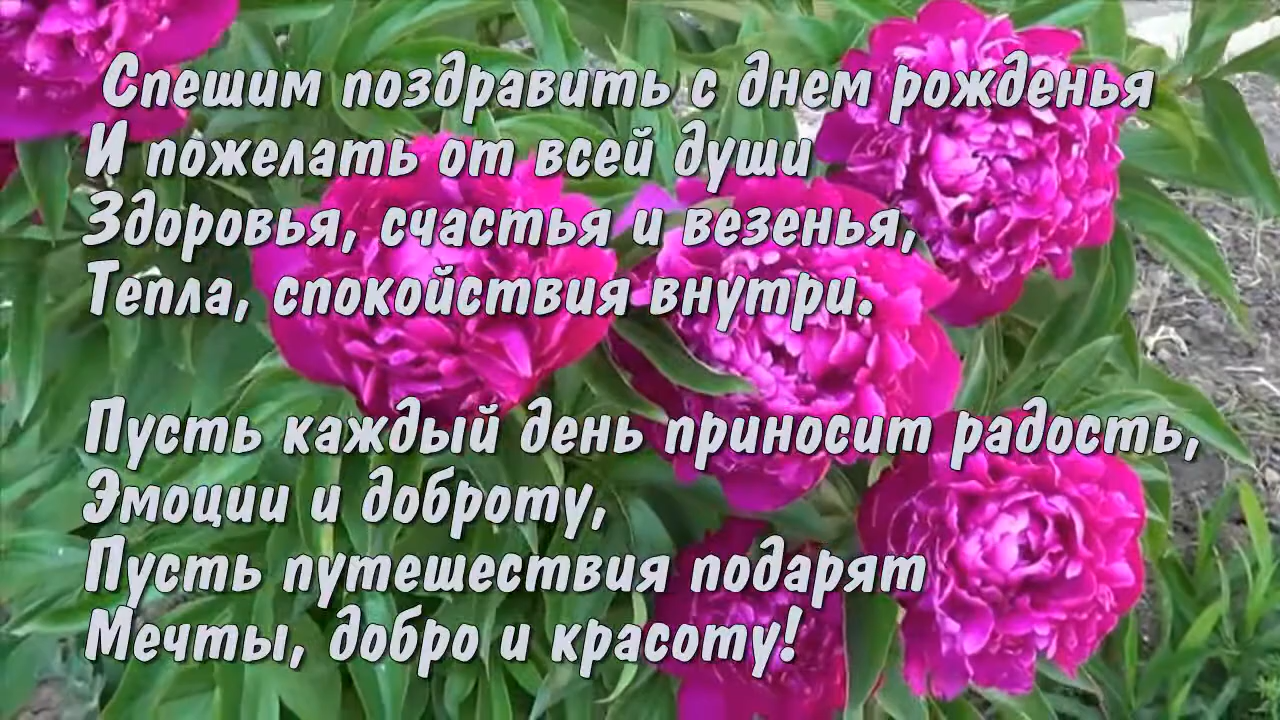 Спешим поздравить с днем рожденья
И пожелать от всей души
Здоровья, счастья и везенья,
Тепла, спокойствия внутри.
Пусть каждый день приносит радость,
Эмоции и доброту,
Пусть путешествия подарят
Мечты, добро и красоту!